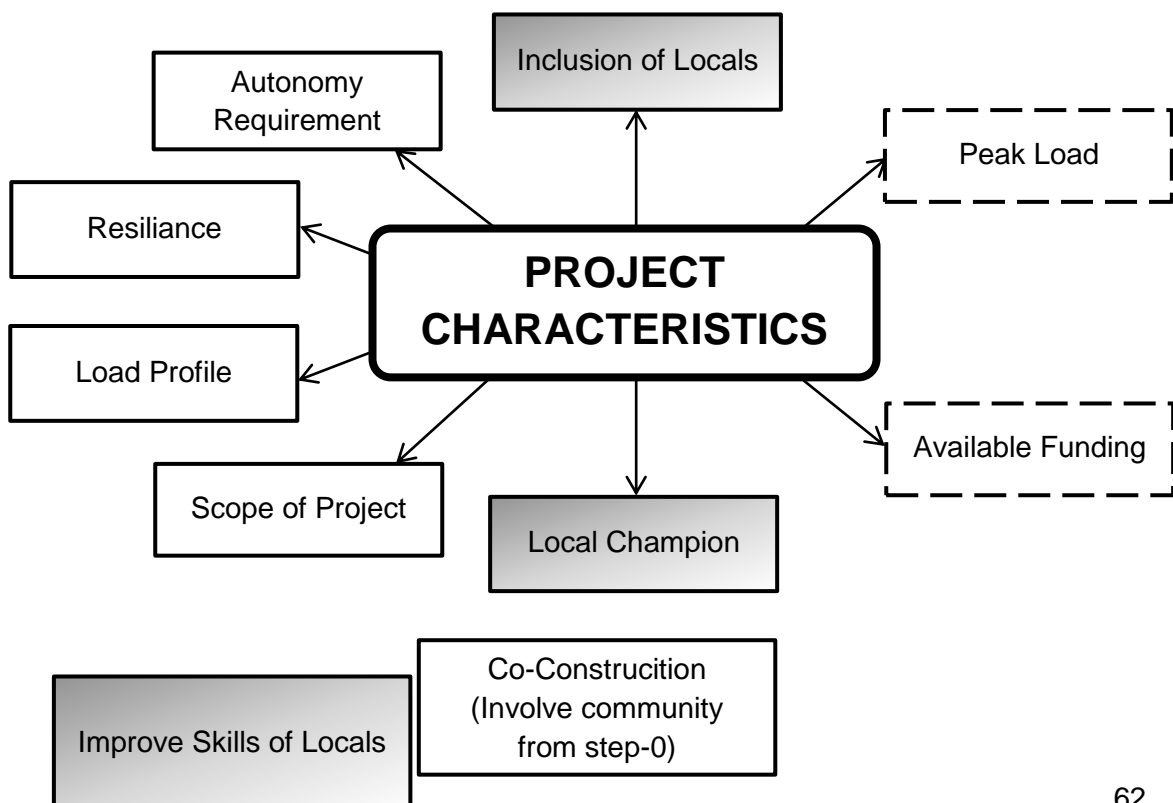 Inclusion of Locals
Autonomy
Requirement
Peak Load
Resiliance
PROJECT
CHARACTERISTICS
Load Profile
Available Funding
Scope of Project
Local Champion
Co-Construcition
(Involve community
from step-0)
Improve Skills of Locals
62